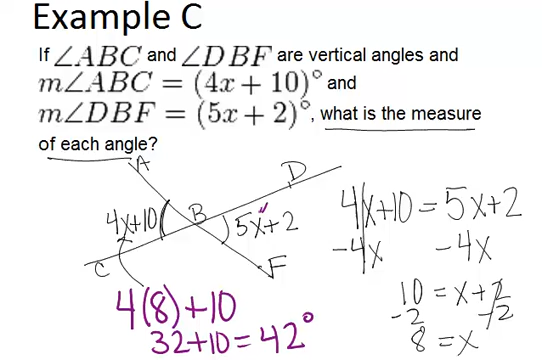 Example C
If ∠ABC and ∠DBF are vertical angles and
m∠ABC = (4x + 10)° and
m∠DBF = (5x + 2)°, what is the measure
of each angle?
A
D
4x+10
B
5x+2
C
F
4(8)+10
32+10=42°
4x+10 = 5x+2
-4x -4x
10 = x+2
-2 -2
8 = x